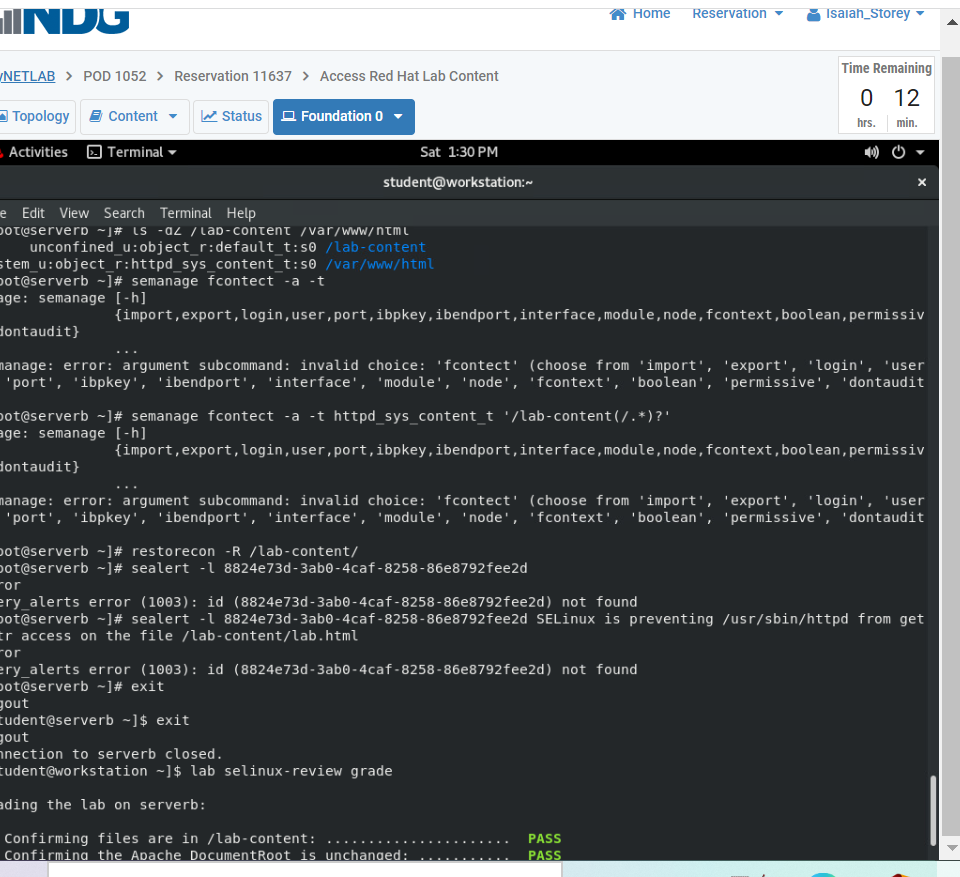 NDG
Home Reservation Isaiah_Storey
yNETLAB > POD 1052 > Reservation 11637 > Access Red Hat Lab Content
Time Remaining
0 12
hrs. min.
Topology Content Status Foundation 0
Activities Terminal Sat 1:30 PM
student@workstation:~ ×
e Edit View Search Terminal Help
oot@serverb ~]# ls -dZ /lab-content /var/www/html
unconfined_u:object_r:default_t:s0 /lab-content
stem_u:object_r:httpd_sys_content_t:s0 /var/www/html
oot@serverb ~]# semanage fcontect -a -t
age: semanage [-h]
{import,export,login,user,port,ibpkey,ibendport,interface,module,node,fcontext,boolean,permissiv
dontaudit}
...
manage: error: argument subcommand: invalid choice: 'fcontect' (choose from 'import', 'export', 'login', 'user
'port', 'ibpkey', 'ibendport', 'interface', 'module', 'node', 'fcontext', 'boolean', 'permissive', 'dontaudit
oot@serverb ~]# semanage fcontect -a -t httpd_sys_content_t '/lab-content(/.*)?'
age: semanage [-h]
{import,export,login,user,port,ibpkey,ibendport,interface,module,node,fcontext,boolean,permissiv
dontaudit}
...
manage: error: argument subcommand: invalid choice: 'fcontect' (choose from 'import', 'export', 'login', 'user
'port', 'ibpkey', 'ibendport', 'interface', 'module', 'node', 'fcontext', 'boolean', 'permissive', 'dontaudit
oot@serverb ~]# restorecon -R /lab-content/
oot@serverb ~]# sealert -l 8824e73d-3ab0-4caf-8258-86e8792fee2d
ror
ery_alerts error (1003): id (8824e73d-3ab0-4caf-8258-86e8792fee2d) not found
oot@serverb ~]# sealert -l 8824e73d-3ab0-4caf-8258-86e8792fee2d SELinux is preventing /usr/sbin/httpd from get
tr access on the file /lab-content/lab.html
ror
ery_alerts error (1003): id (8824e73d-3ab0-4caf-8258-86e8792fee2d) not found
oot@serverb ~]# exit
gout
tudent@serverb ~]$ exit
gout
nnection to serverb closed.
tudent@workstation ~]$ lab selinux-review grade
ading the lab on serverb:
Confirming files are in /lab-content: ...................... PASS
Confirming the Apache DocumentRoot is unchanged: ........... PASS